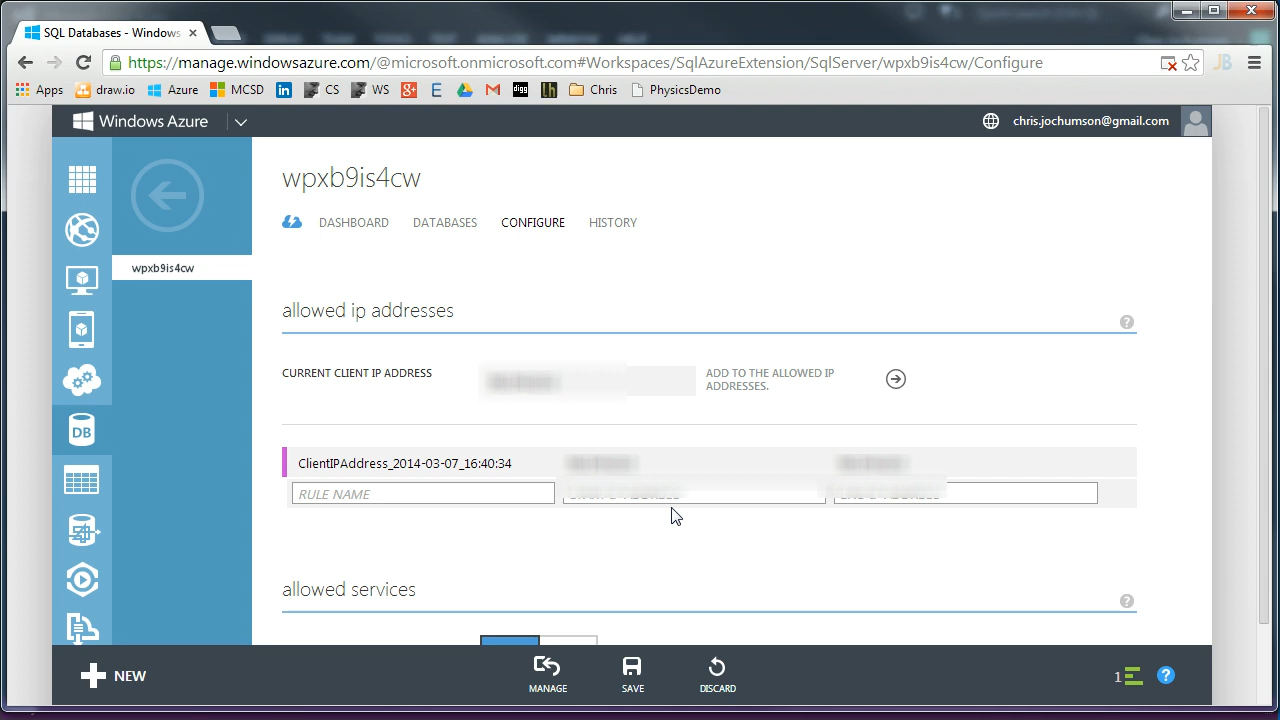 SQL Databases - Windows
https://manage.windowsazure.com/@microsoft.onmicrosoft.com#Workspaces/SqlAzureExtension/SqlServer/wpxb9is4cw/Configure
Apps draw.io Azure MCSD CS WS E Chris PhysicsDemo
Windows Azure
chris.jochumson@gmail.com
wpxb9is4cw
DASHBOARD DATABASES CONFIGURE HISTORY
wpxb9is4cw
allowed ip addresses
CURRENT CLIENT IP ADDRESS
ADD TO THE ALLOWED IP
ADDRESSES.
DB
ClientIPAddress_2014-03-07_16:40:34
RULE NAME
allowed services
NEW
MANAGE
SAVE
DISCARD
1